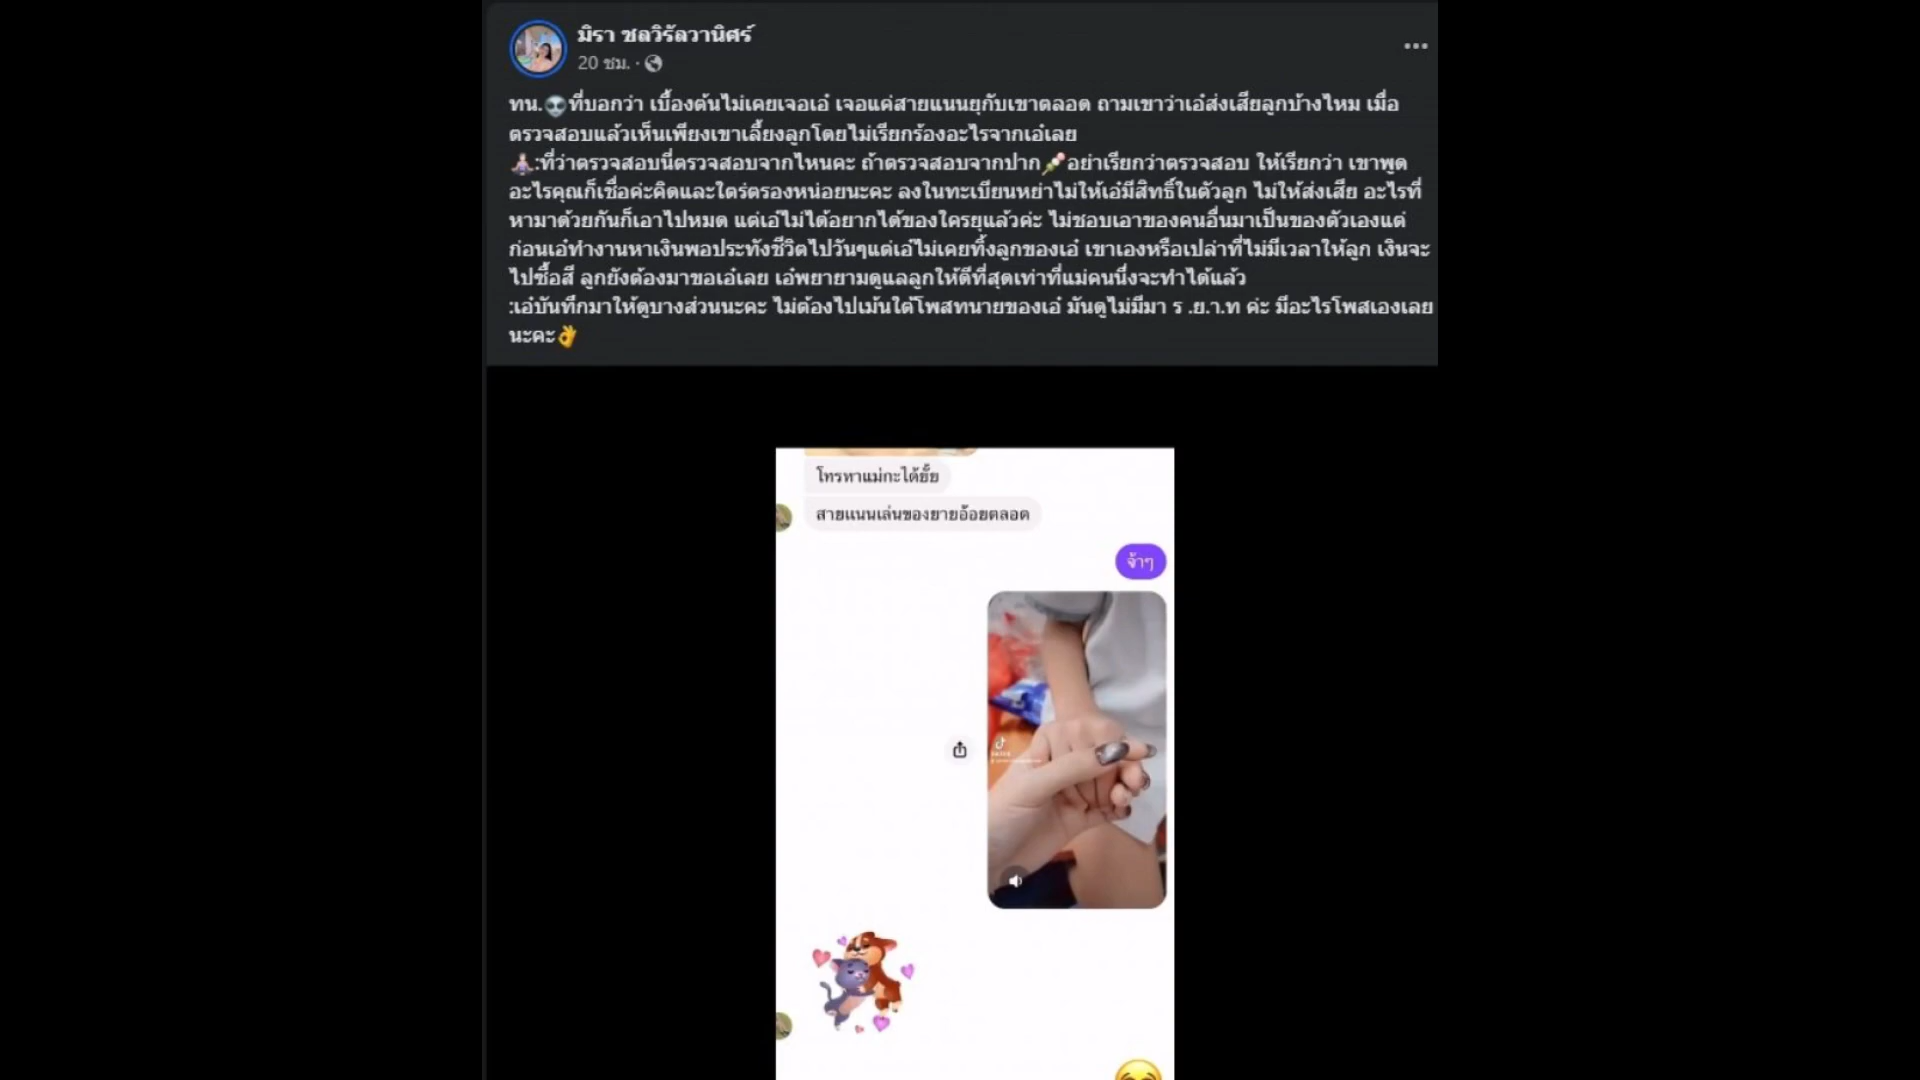 มิรา ชลวิรัลวานิศร์
20 ชม. ·
ทน.👽ที่บอกว่า เบื้องต้นไม่เคยเจอเอ๋ เจอแค่สายแนนยุกับเขาตลอด ถามเขาว่าเอ๋ส่งเสียลูกบ้างไหม เมื่อ
ตรวจสอบแล้วเห็นเพียงเขาเลี้ยงลูกโดยไม่เรียกร้องอะไรจากเอ๋เลย
🧘🏻‍♀️:ที่ว่าตรวจสอบนี่ตรวจสอบจากไหนคะ ถ้าตรวจสอบจากปาก🍡อย่าเรียกว่าตรวจสอบ ให้เรียกว่า เขาพูด
อะไรคุณก็เชื่อค่ะคิดและใตร่ตรองหน่อยนะคะ ลงในทะเบียนหย่าไม่ให้เอ๋มีสิทธิ์ในตัวลูก ไม่ให้ส่งเสีย อะไรที่
หามาด้วยกันก็เอาไปหมด แต่เอ๋ไม่ได้อยากได้ของใครยุแล้วค่ะ ไม่ชอบเอาของคนอื่นมาเป็นของตัวเองแต่
ก่อนเอ๋ทำงานหาเงินพอประทังชีวิตไปวันๆแต่เอ๋ไม่เคยทิ้งลูกของเอ๋ เขาเองหรือเปล่าที่ไม่มีเวลาให้ลูก เงินจะ
ไปซื้อสี ลูกยังต้องมาขอเอ๋เลย เอ๋พยายามดูแลลูกให้ดีที่สุดเท่าที่แม่คนนึ่งจะทำได้แล้ว
:เอ๋บันทึกมาให้ดูบางส่วนนะคะ ไม่ต้องไปเม้นใต้โพสทนายของเอ๋ มันดูไม่มีมา ร .ย.า.ท ค่ะ มีอะไรโพสเองเลย
นะคะ👌
โทรหาแม่กะได้ยั้ย
สายแนนเล่นของยายอ้อยตลอด
จ้าๆ